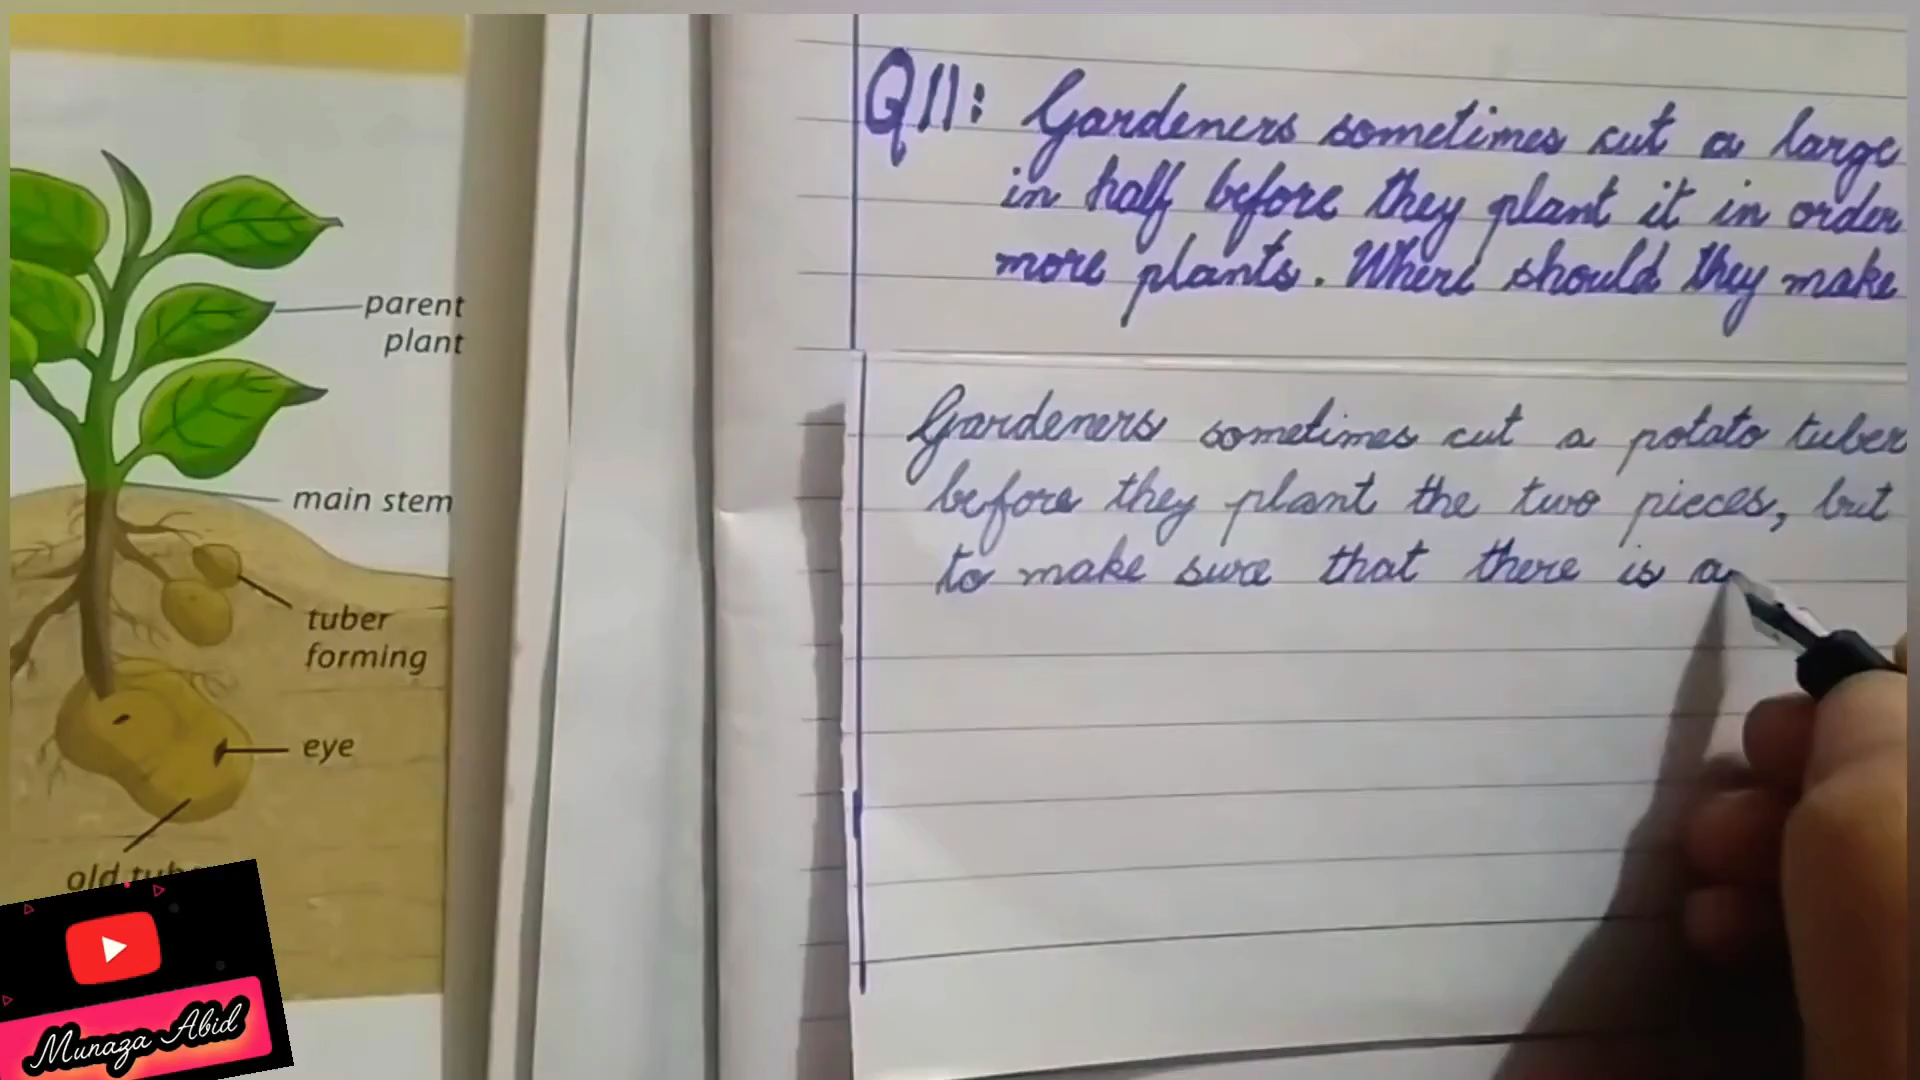 parent
plant
main stem
tuber
forming
eye
old
Munaza Abid
Q11: Gardeners sometimes cut a large
in half before they plant it in order
more plants. Where should they make
Gardeners sometimes cut a potato tuber
before they plant the two pieces, but
to make sure that there is a